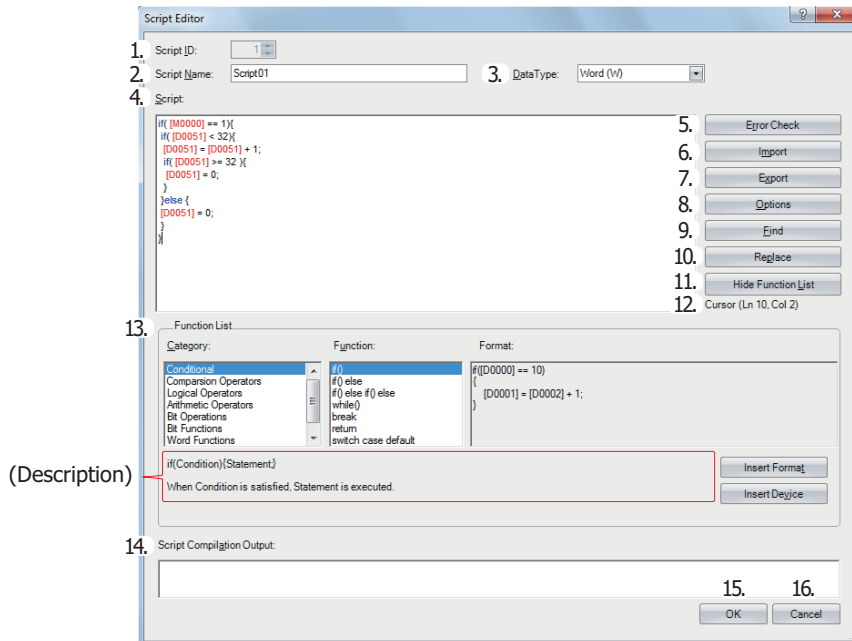 Script Editor
1. Script ID: 1
2. Script Name: Script01 3. DataType: Word (W)
4. Script:
if( [M0000] == 1){
if( [D0051] < 32){
[D0051] = [D0051] + 1;
if( [D0051] >= 32 ){
[D0051] = 0;
}
}else {
[D0051] = 0;
}
}
5. Error Check
6. Import
7. Export
8. Options
9. Find
10. Replace
11. Hide Function List
12. Cursor (Ln 10, Col 2)
13. Function List
Category: Function: Format:
Conditional
Comparsion Operators
Logical Operators
Arithmetic Operators
Bit Operations
Bit Functions
Word Functions
if()
if() else
if() else if() else
while()
break
return
switch case default
if([D0000] == 10)
{
[D0001] = [D0002] + 1;
}
(Description)
if(Condition){Statement;}
When Condition is satisfied, Statement is executed.
Insert Format
Insert Device
14. Script Compilation Output:
15. 16.
OK Cancel